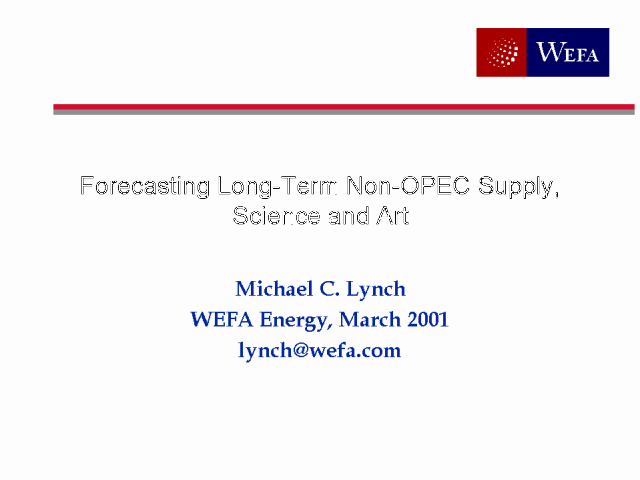 WEFA
Forecasting Long-Term Non-OPEC Supply,
Science and Art
Michael C. Lynch
WEFA Energy, March 2001
lynch@wefa.com